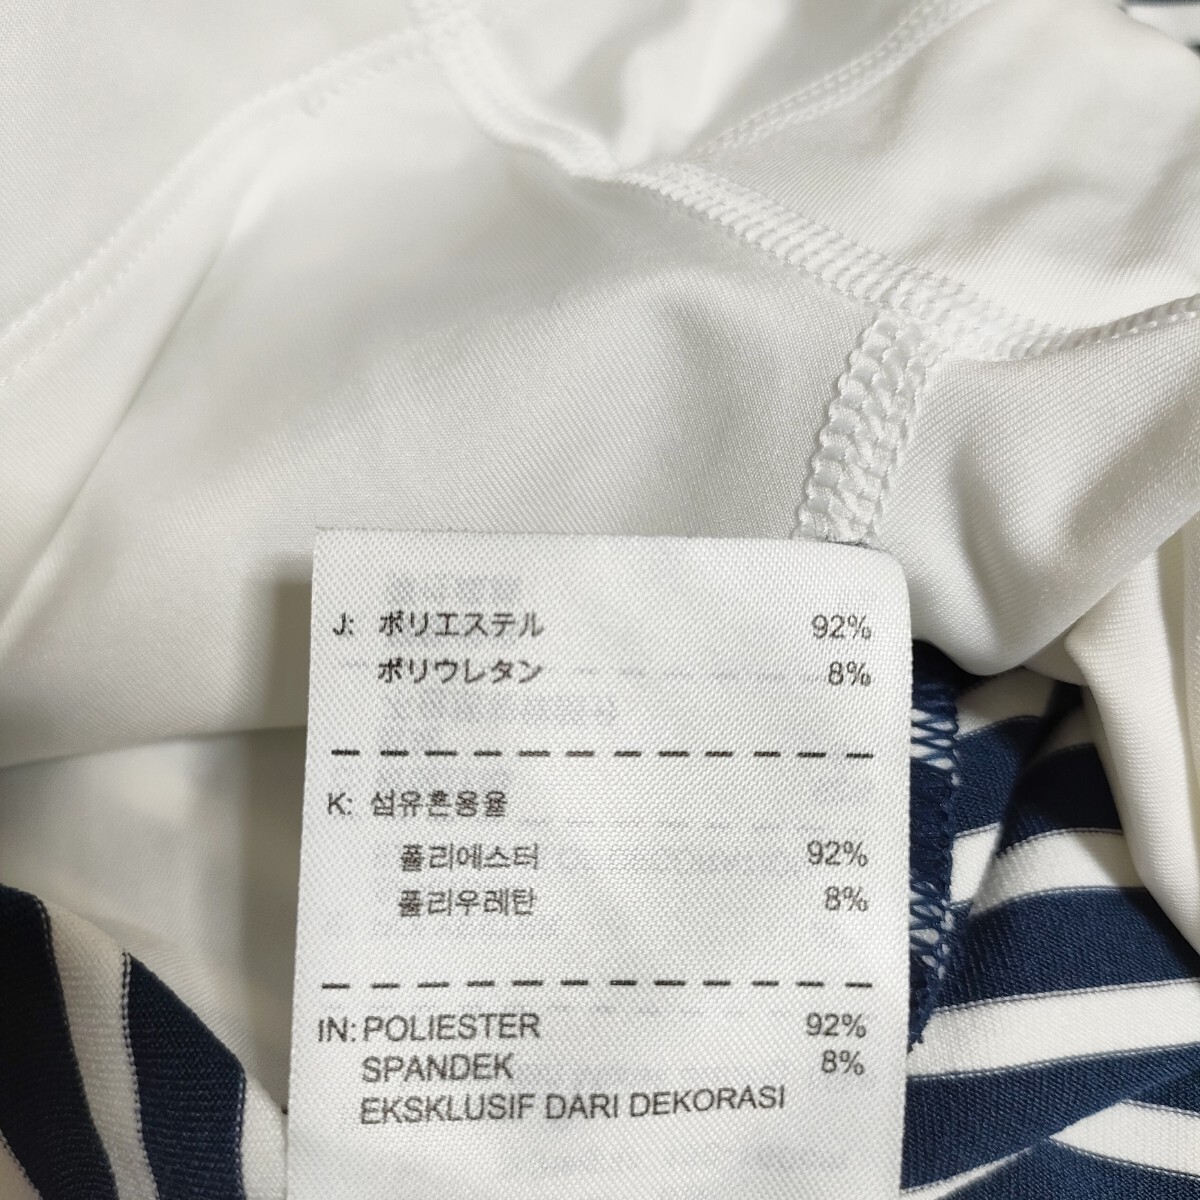 J: ポリエステル 92%
ポリウレタン 8%
K: 섬유혼용율
폴리에스터 92%
폴리우레탄 8%
IN: POLIESTER 92%
SPANDEK 8%
EKSKLUSIF DARI DEKORASI